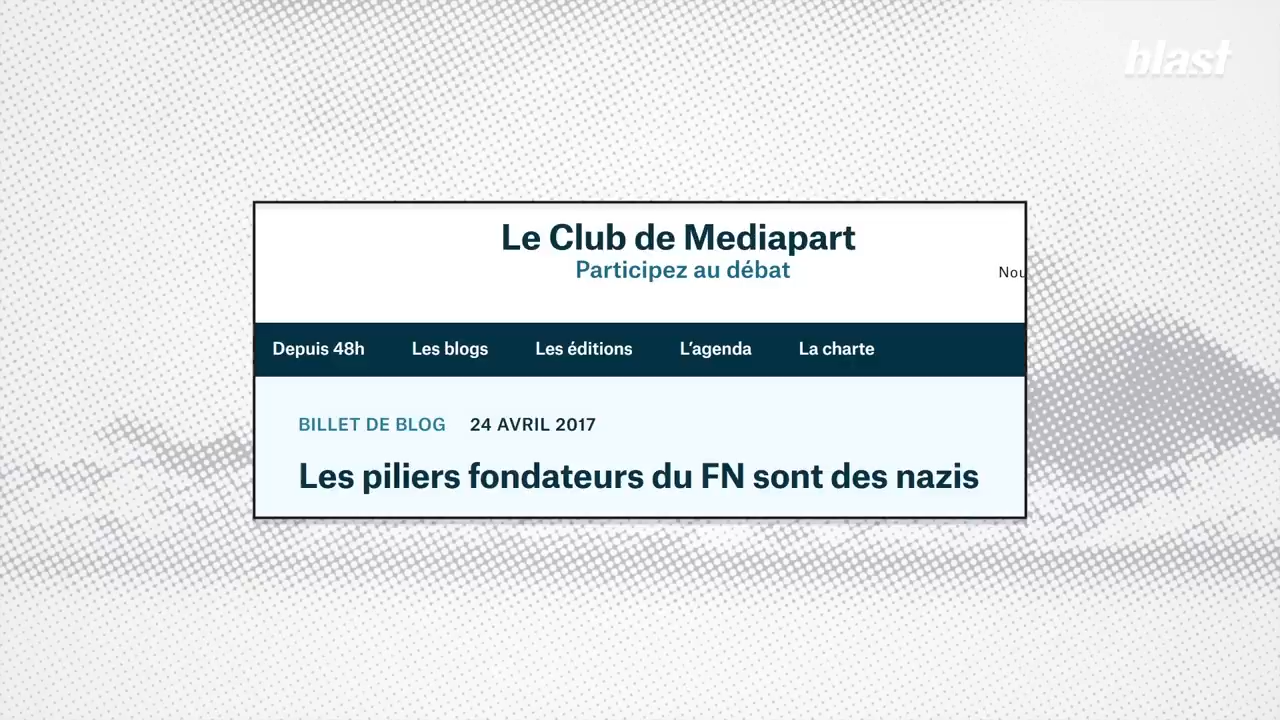 blast
Le Club de Mediapart
Participez au débat
Nou
Depuis 48h Les blogs Les éditions L'agenda La charte
BILLET DE BLOG 24 AVRIL 2017
Les piliers fondateurs du FN sont des nazis